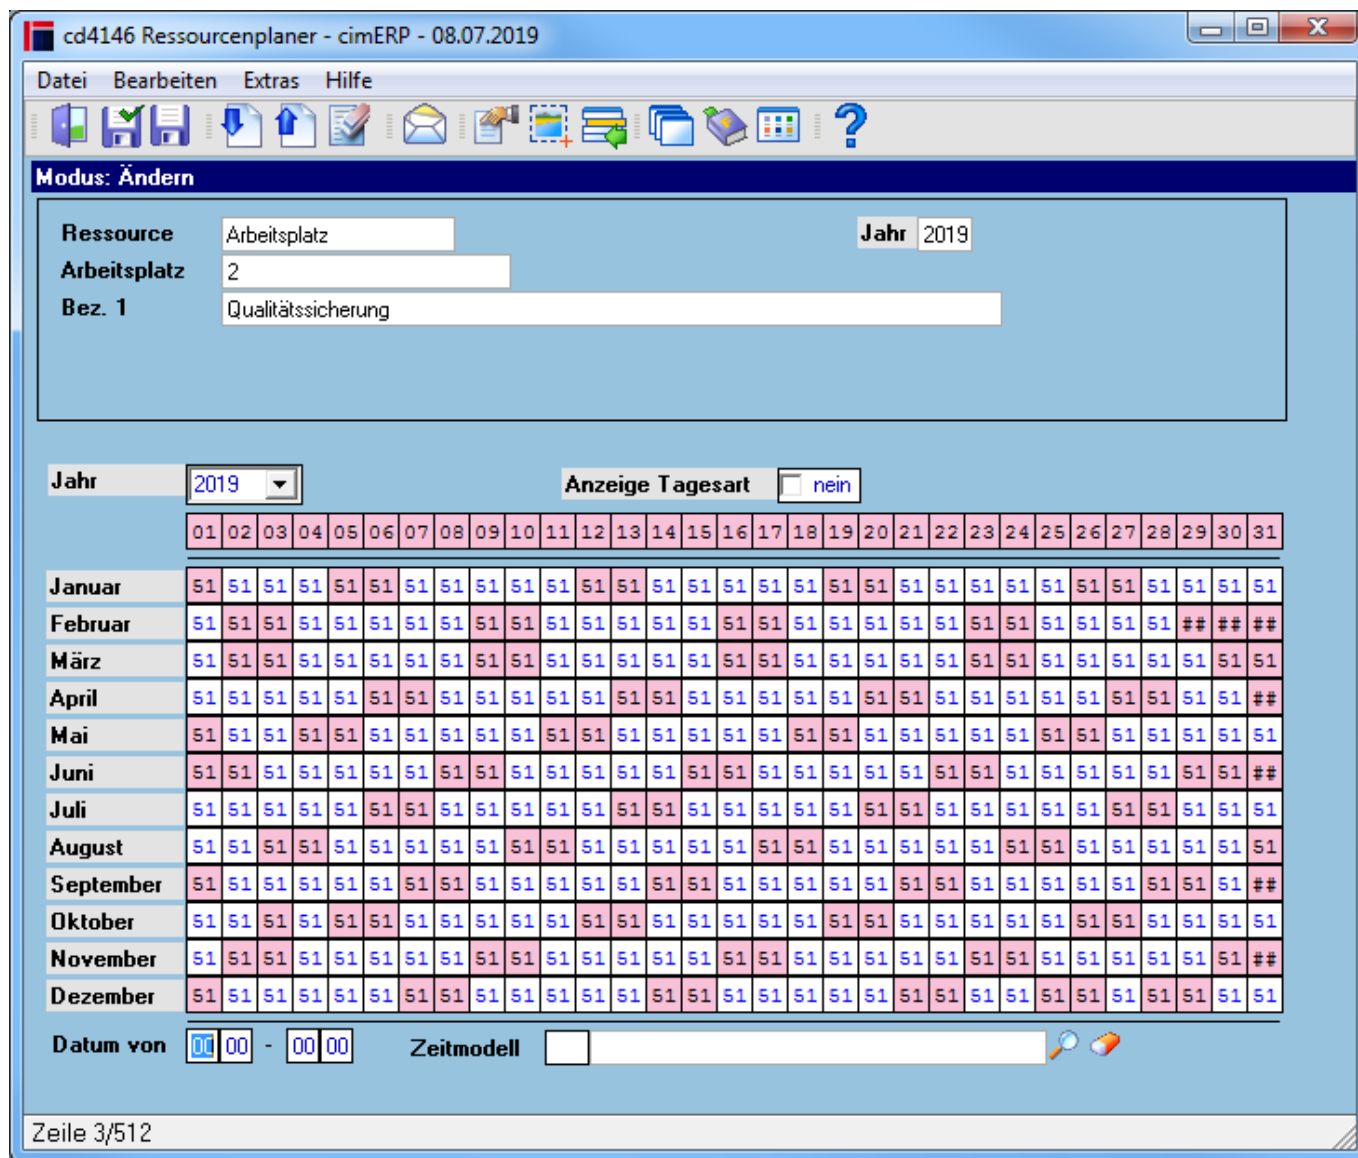 cd4146 Ressourcenplaner - cimERP - 08.07.2019
Datei Bearbeiten Extras Hilfe
Modus: Ändern
Ressource Arbeitsplatz Jahr 2019
Arbeitsplatz 2
Bez. 1 Qualitätssicherung
Jahr 2019 Anzeige Tagesart nein
01 02 03 04 05 06 07 08 09 10 11 12 13 14 15 16 17 18 19 20 21 22 23 24 25 26 27 28 29 30 31
Januar 51 51 51 51 51 51 51 51 51 51 51 51 51 51 51 51 51 51 51 51 51 51 51 51 51 51 51 51 51 51 51
Februar 51 51 51 51 51 51 51 51 51 51 51 51 51 51 51 51 51 51 51 51 51 51 51 51 51 51 51 51 ## ## ##
März 51 51 51 51 51 51 51 51 51 51 51 51 51 51 51 51 51 51 51 51 51 51 51 51 51 51 51 51 51 51 51
April 51 51 51 51 51 51 51 51 51 51 51 51 51 51 51 51 51 51 51 51 51 51 51 51 51 51 51 51 51 51 ##
Mai 51 51 51 51 51 51 51 51 51 51 51 51 51 51 51 51 51 51 51 51 51 51 51 51 51 51 51 51 51 51 51
Juni 51 51 51 51 51 51 51 51 51 51 51 51 51 51 51 51 51 51 51 51 51 51 51 51 51 51 51 51 51 51 ##
Juli 51 51 51 51 51 51 51 51 51 51 51 51 51 51 51 51 51 51 51 51 51 51 51 51 51 51 51 51 51 51 51
August 51 51 51 51 51 51 51 51 51 51 51 51 51 51 51 51 51 51 51 51 51 51 51 51 51 51 51 51 51 51 51
September 51 51 51 51 51 51 51 51 51 51 51 51 51 51 51 51 51 51 51 51 51 51 51 51 51 51 51 51 51 51 ##
Oktober 51 51 51 51 51 51 51 51 51 51 51 51 51 51 51 51 51 51 51 51 51 51 51 51 51 51 51 51 51 51 51
November 51 51 51 51 51 51 51 51 51 51 51 51 51 51 51 51 51 51 51 51 51 51 51 51 51 51 51 51 51 51 ##
Dezember 51 51 51 51 51 51 51 51 51 51 51 51 51 51 51 51 51 51 51 51 51 51 51 51 51 51 51 51 51 51 51
Datum von 00 00 - 00 00 Zeitmodell
Zeile 3/512